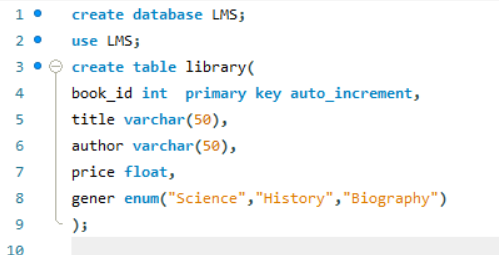 1 create database LMS;
2 use LMS;
3 create table library(
4 book_id int  primary key auto_increment,
5 title varchar(50),
6 author varchar(50),
7 price float,
8 gener enum("Science","History","Biography")
9 );
10